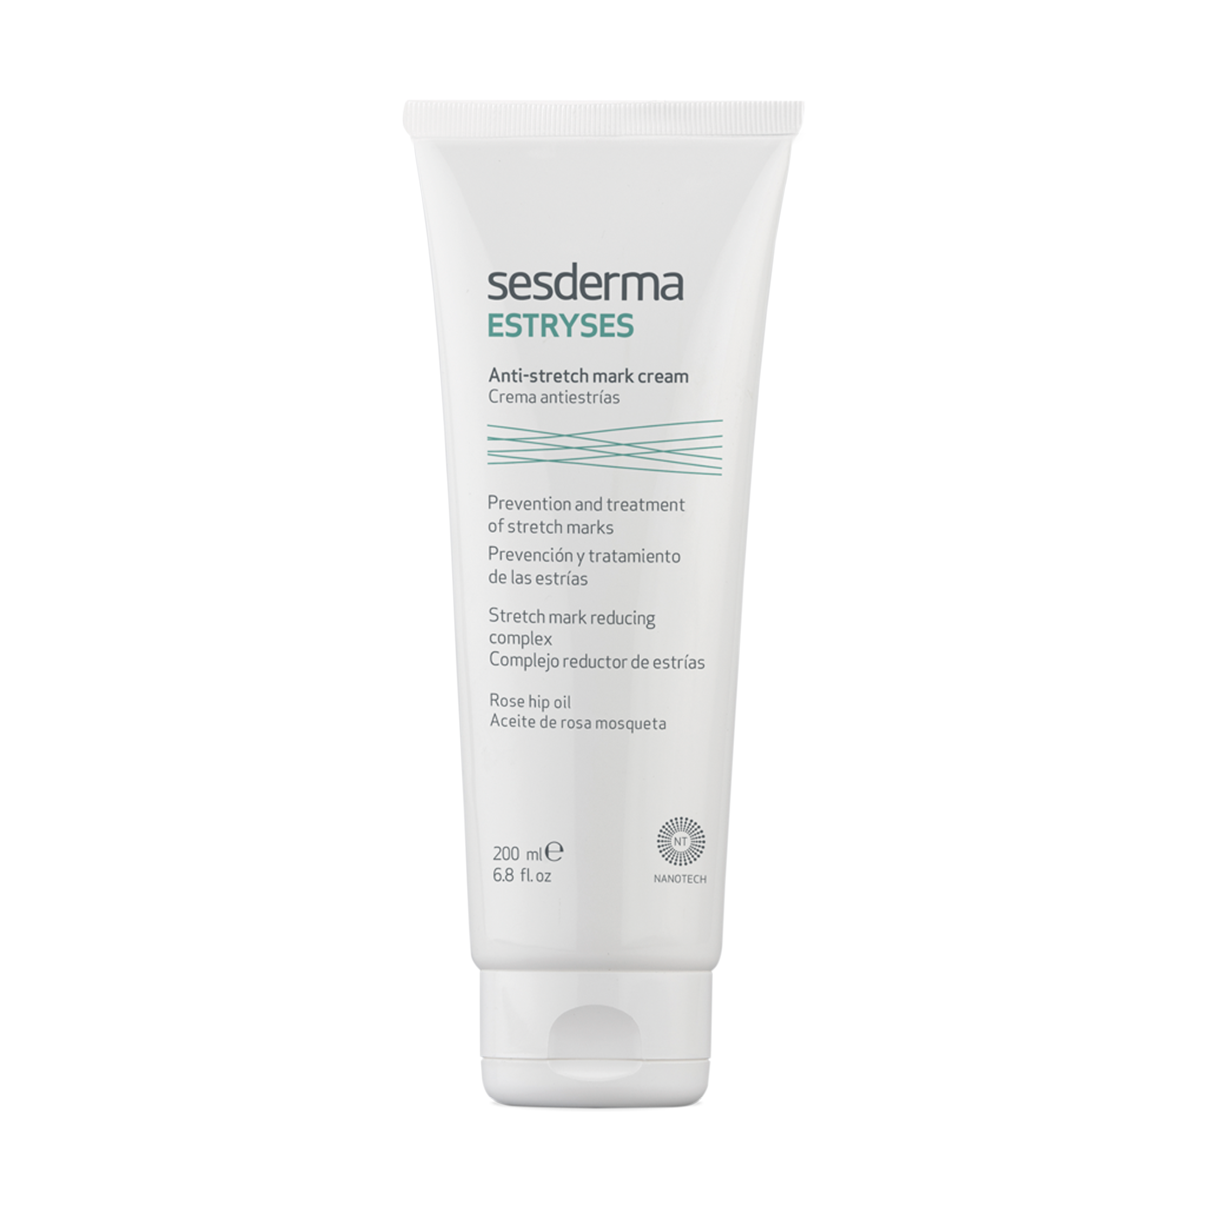 sesderma
ESTRYSES
Anti-stretch mark cream
Crema antiestrías
Prevention and treatment
of stretch marks
Prevención y tratamiento
de las estrías
Stretch mark reducing
complex
Complejo reductor de estrías
Rose hip oil
Aceite de rosa mosqueta
200 ml℮
6.8 fl. oz
NT
NANOTECH